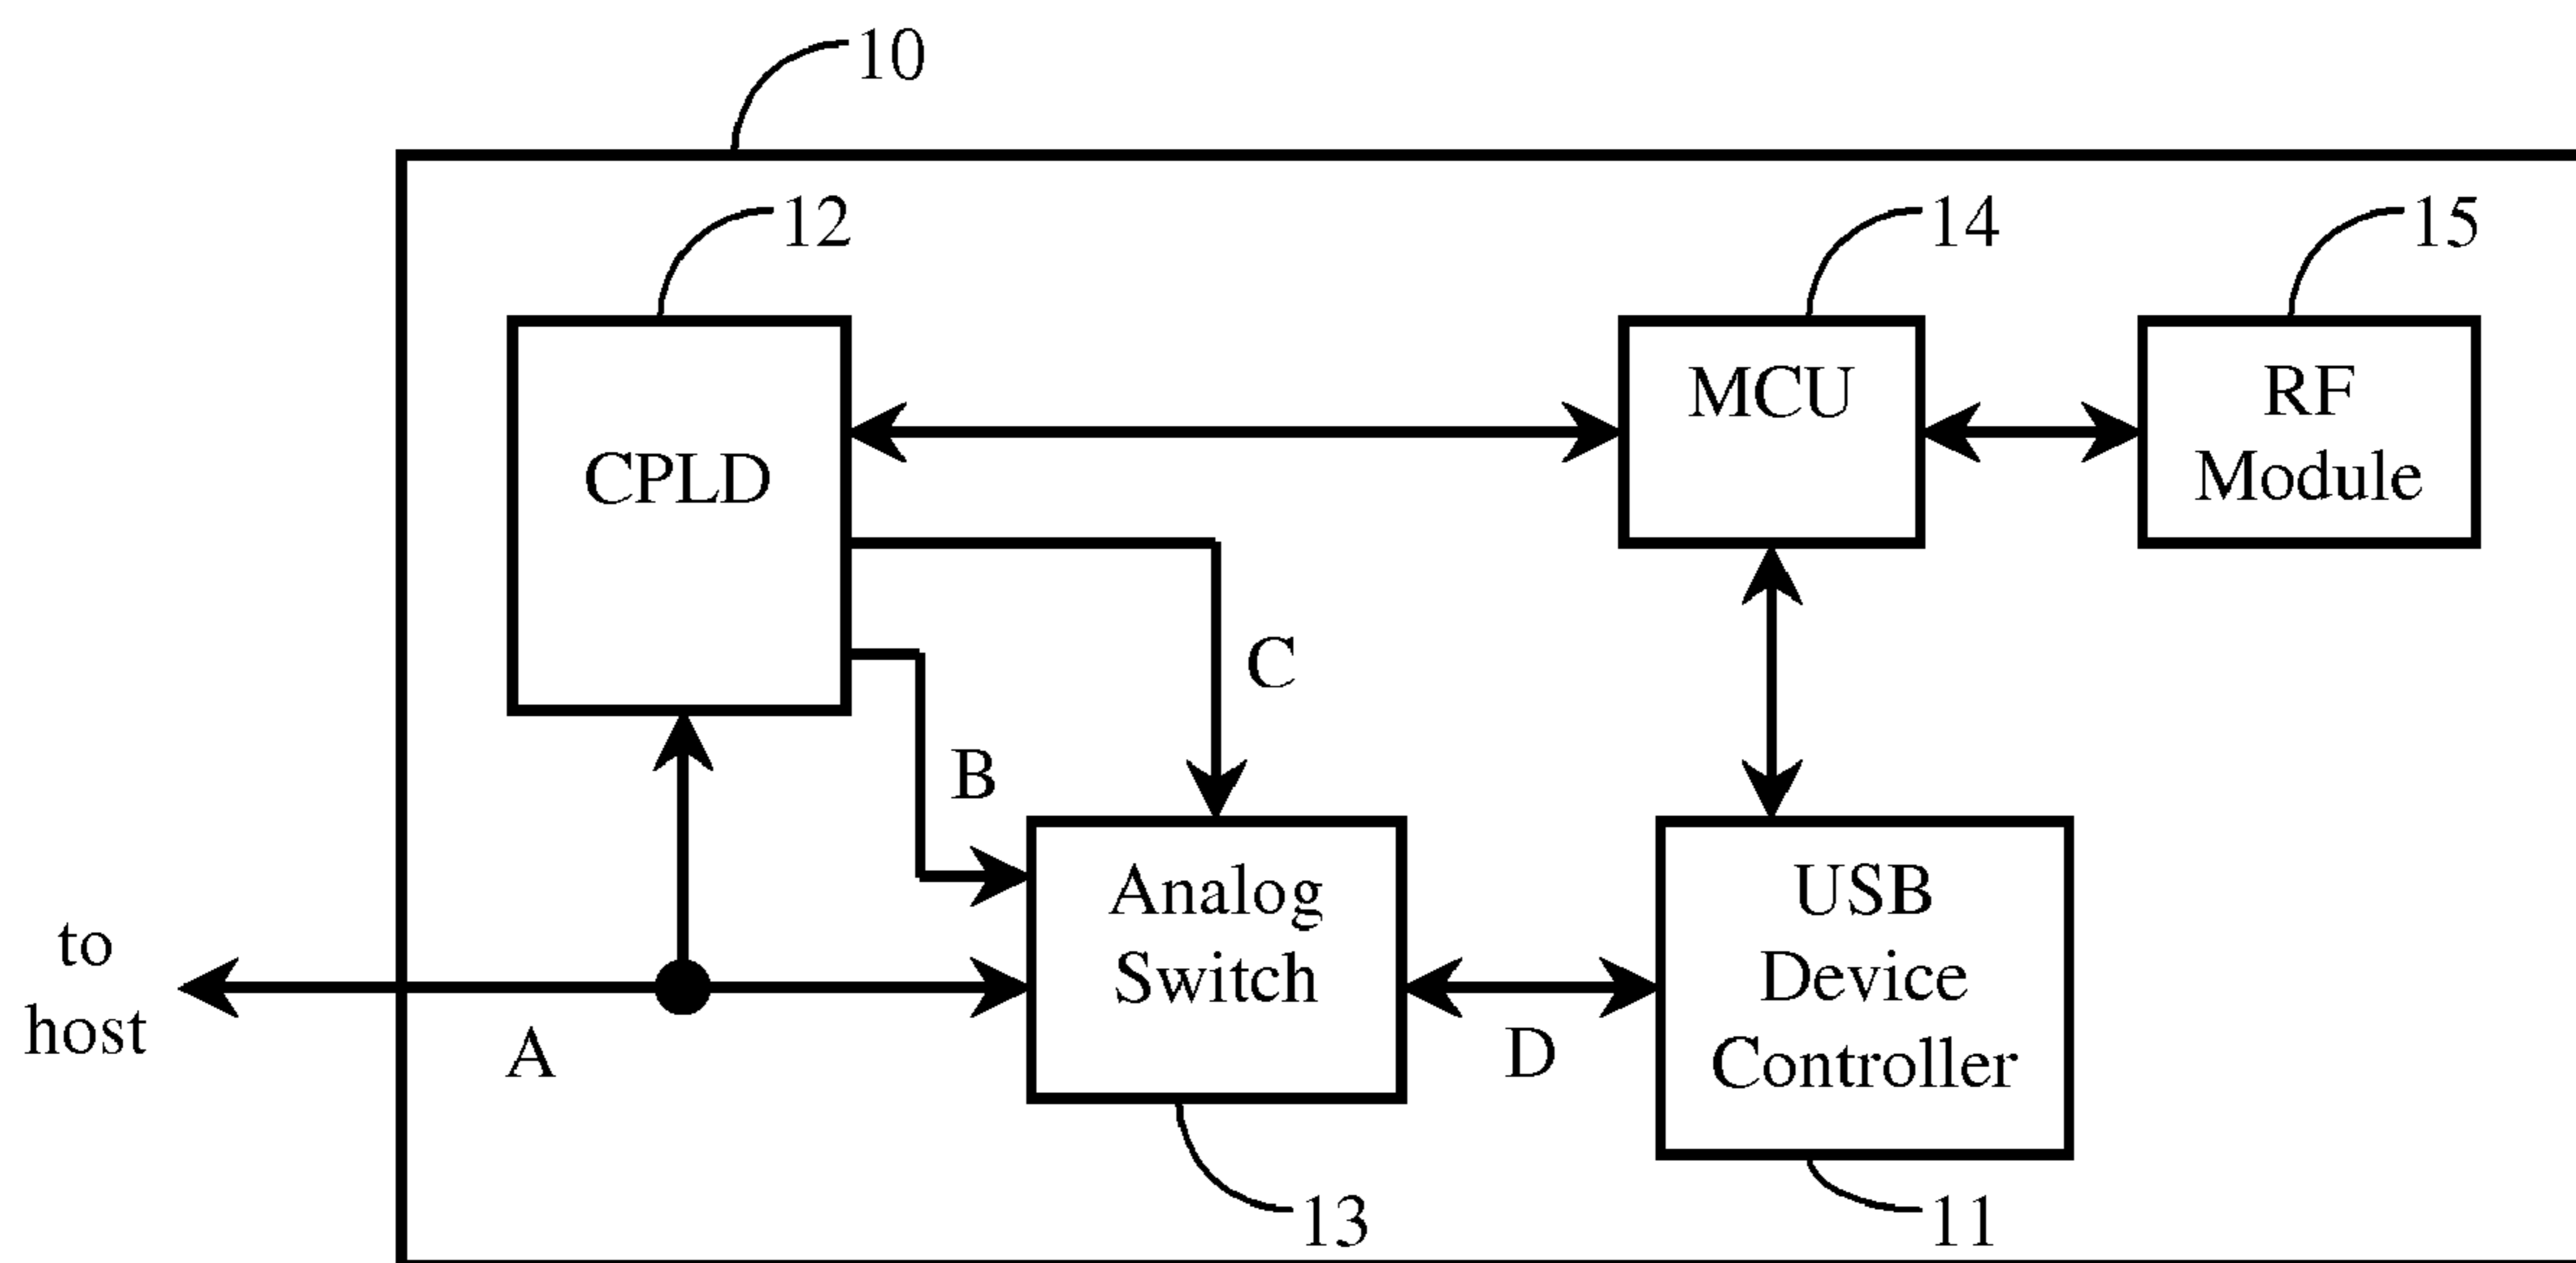 10
12
14
15
MCU
RF
Module
CPLD
C
B
Analog
Switch
USB
Device
Controller
to
host
A
D
13
11